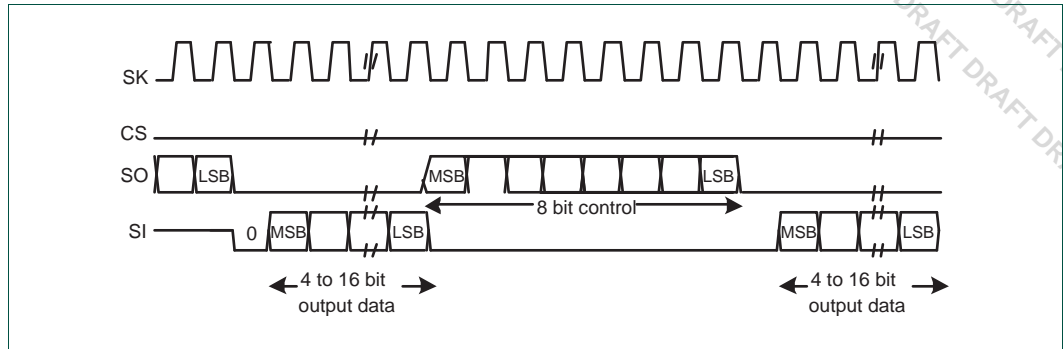 DRAFT DRAFT
DRAFT DRAFT DRA
SK
CS
SO LSB MSB LSB
8 bit control
SI 0 MSB LSB MSB LSB
4 to 16 bit
output data
4 to 16 bit
output data